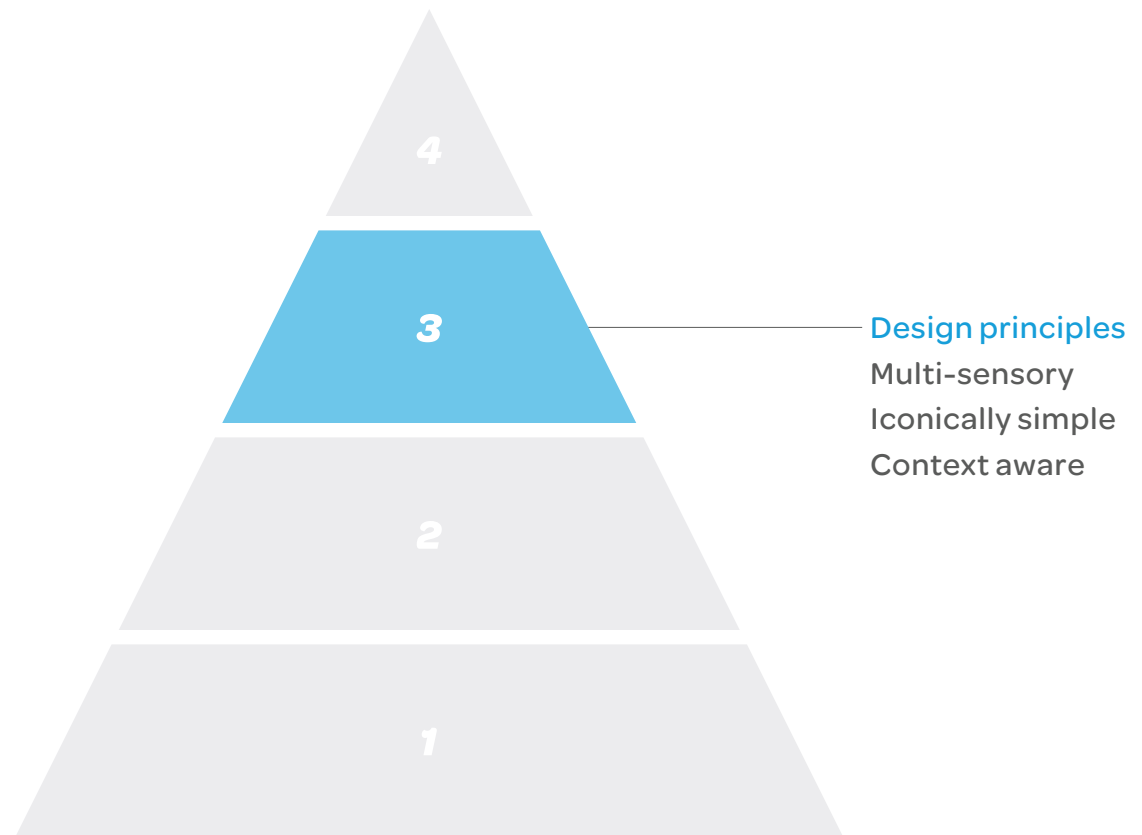 4
3
Design principles
Multi-sensory
Iconically simple
Context aware
2
1